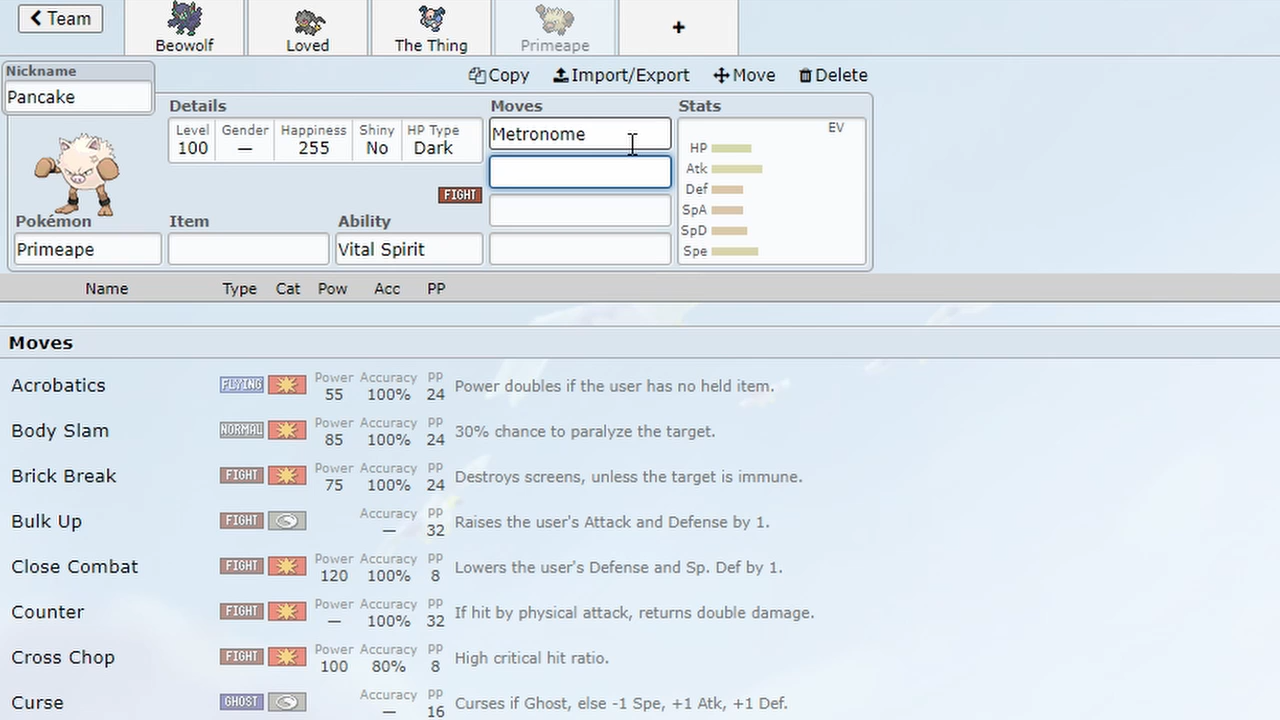 Team
Beowolf
Loved
The Thing
Primeape
+
Nickname
Pancake
Copy
Import/Export
Move
Delete
Details
Moves
Stats
Level
100
Gender
—
Happiness
255
Shiny
No
HP Type
Dark
Metronome
EV
HP
Atk
Def
SpA
SpD
Spe
FIGHT
Pokémon
Primeape
Item
Ability
Vital Spirit
Name Type Cat Pow Acc PP
Moves
Acrobatics FLYING Power 55 Accuracy 100% PP 24 Power doubles if the user has no held item.
Body Slam NORMAL Power 85 Accuracy 100% PP 24 30% chance to paralyze the target.
Brick Break FIGHT Power 75 Accuracy 100% PP 24 Destroys screens, unless the target is immune.
Bulk Up FIGHT Accuracy — PP 32 Raises the user's Attack and Defense by 1.
Close Combat FIGHT Power 120 Accuracy 100% PP 8 Lowers the user's Defense and Sp. Def by 1.
Counter FIGHT Power — Accuracy 100% PP 32 If hit by physical attack, returns double damage.
Cross Chop FIGHT Power 100 Accuracy 80% PP 8 High critical hit ratio.
Curse GHOST Accuracy — PP 16 Curses if Ghost, else -1 Spe, +1 Atk, +1 Def.